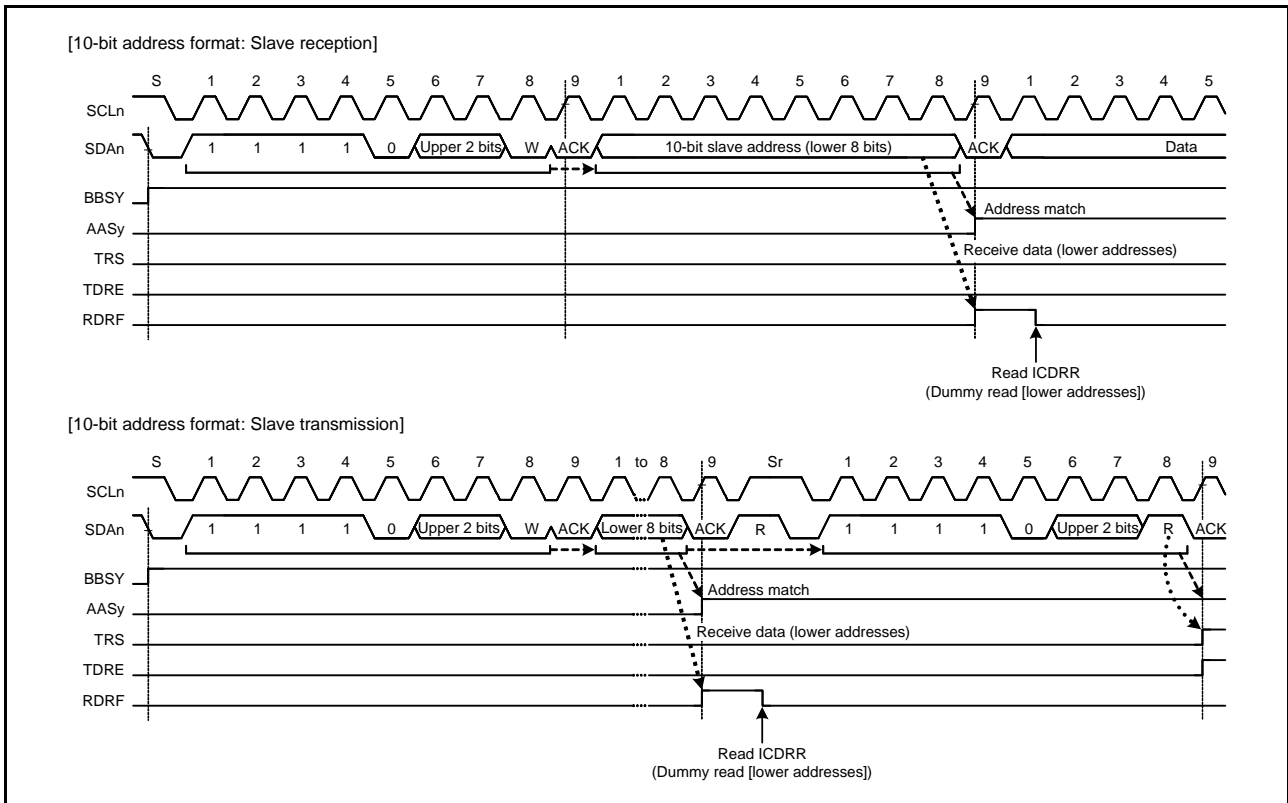 [10-bit address format: Slave reception]
S 1 2 3 4 5 6 7 8 9 1 2 3 4 5 6 7 8 9 1 2 3 4 5
SCLn
SDAn 1 1 1 1 0 Upper 2 bits W ACK 10-bit slave address (lower 8 bits) ACK Data
BBSY
Address match
AASy
Receive data (lower addresses)
TRS
TDRE
RDRF
Read ICDRR
(Dummy read [lower addresses])
[10-bit address format: Slave transmission]
S 1 2 3 4 5 6 7 8 9 1 to 8 9 Sr 1 2 3 4 5 6 7 8 9
SCLn
SDAn 1 1 1 1 0 Upper 2 bits W ACK Lower 8 bits ACK R 1 1 1 1 0 Upper 2 bits R ACK
BBSY
Address match
AASy
Receive data (lower addresses)
TRS
TDRE
RDRF
Read ICDRR
(Dummy read [lower addresses])